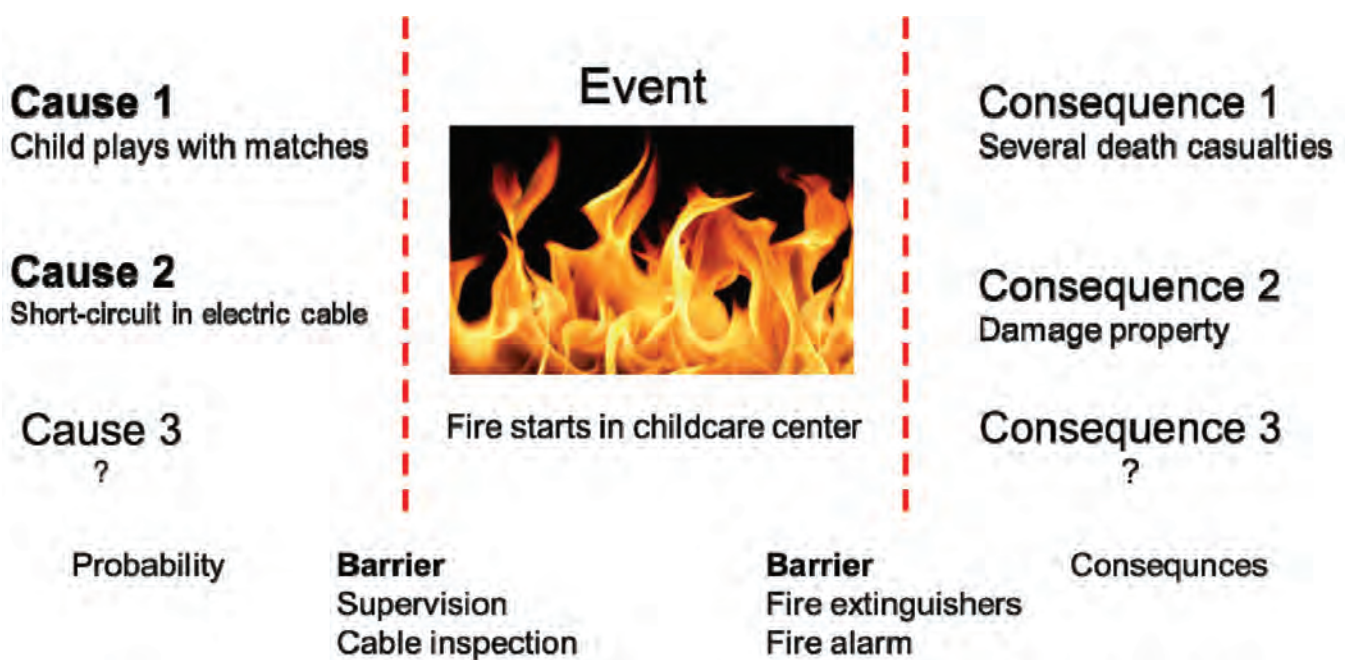 Cause 1
Child plays with matches
Cause 2
Short-circuit in electric cable
Cause 3
?
Event
Fire starts in childcare center
Consequence 1
Several death casualties
Consequence 2
Damage property
Consequence 3
?
Probability
Barrier
Supervision
Cable inspection
Barrier
Fire extinguishers
Fire alarm
Consequnces